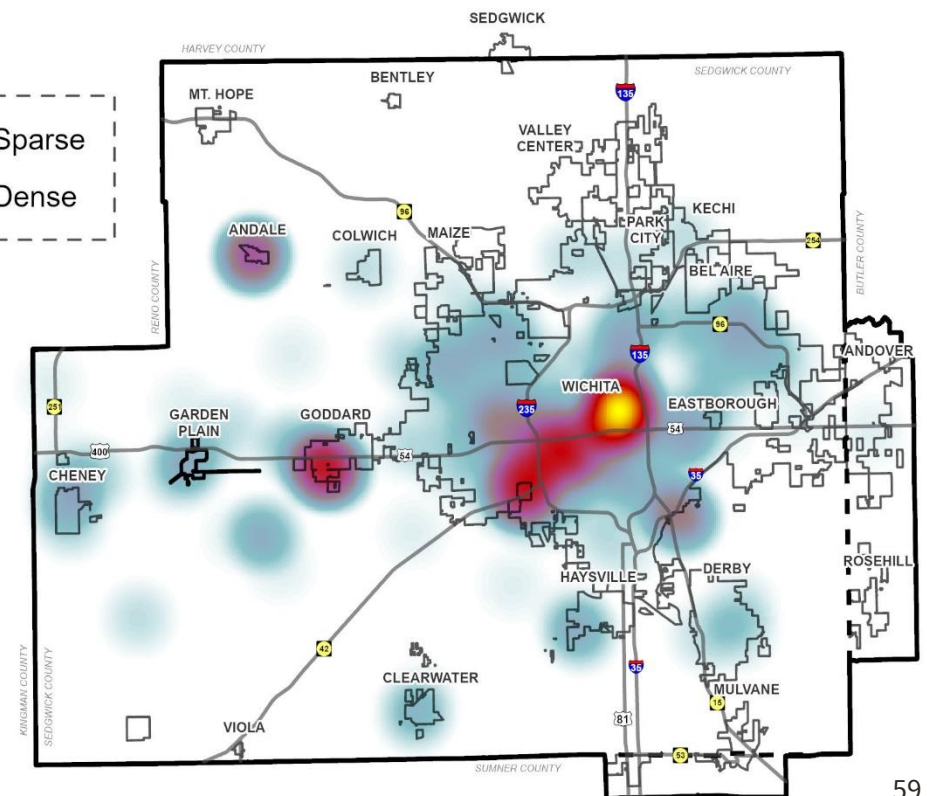 SEDGWICK
HARVEY COUNTY
SEDGWICK COUNTY
BENTLEY
MT. HOPE
135
Sparse
Dense
VALLEY
CENTER
96
KECHI
PARK
CITY
ANDALE
COLWICH
MAIZE
254
BEL AIRE
BUTLER COUNTY
RENO COUNTY
96
135
ANDOVER
WICHITA
251
235
EASTBOROUGH
GARDEN
PLAIN
GODDARD
54
400
54
CHENEY
35
HAYSVILLE
DERBY
ROSEHILL
42
KINGMAN COUNTY
SEDGWICK COUNTY
35
CLEARWATER
MULVANE
15
81
VIOLA
53
SUMNER COUNTY
59